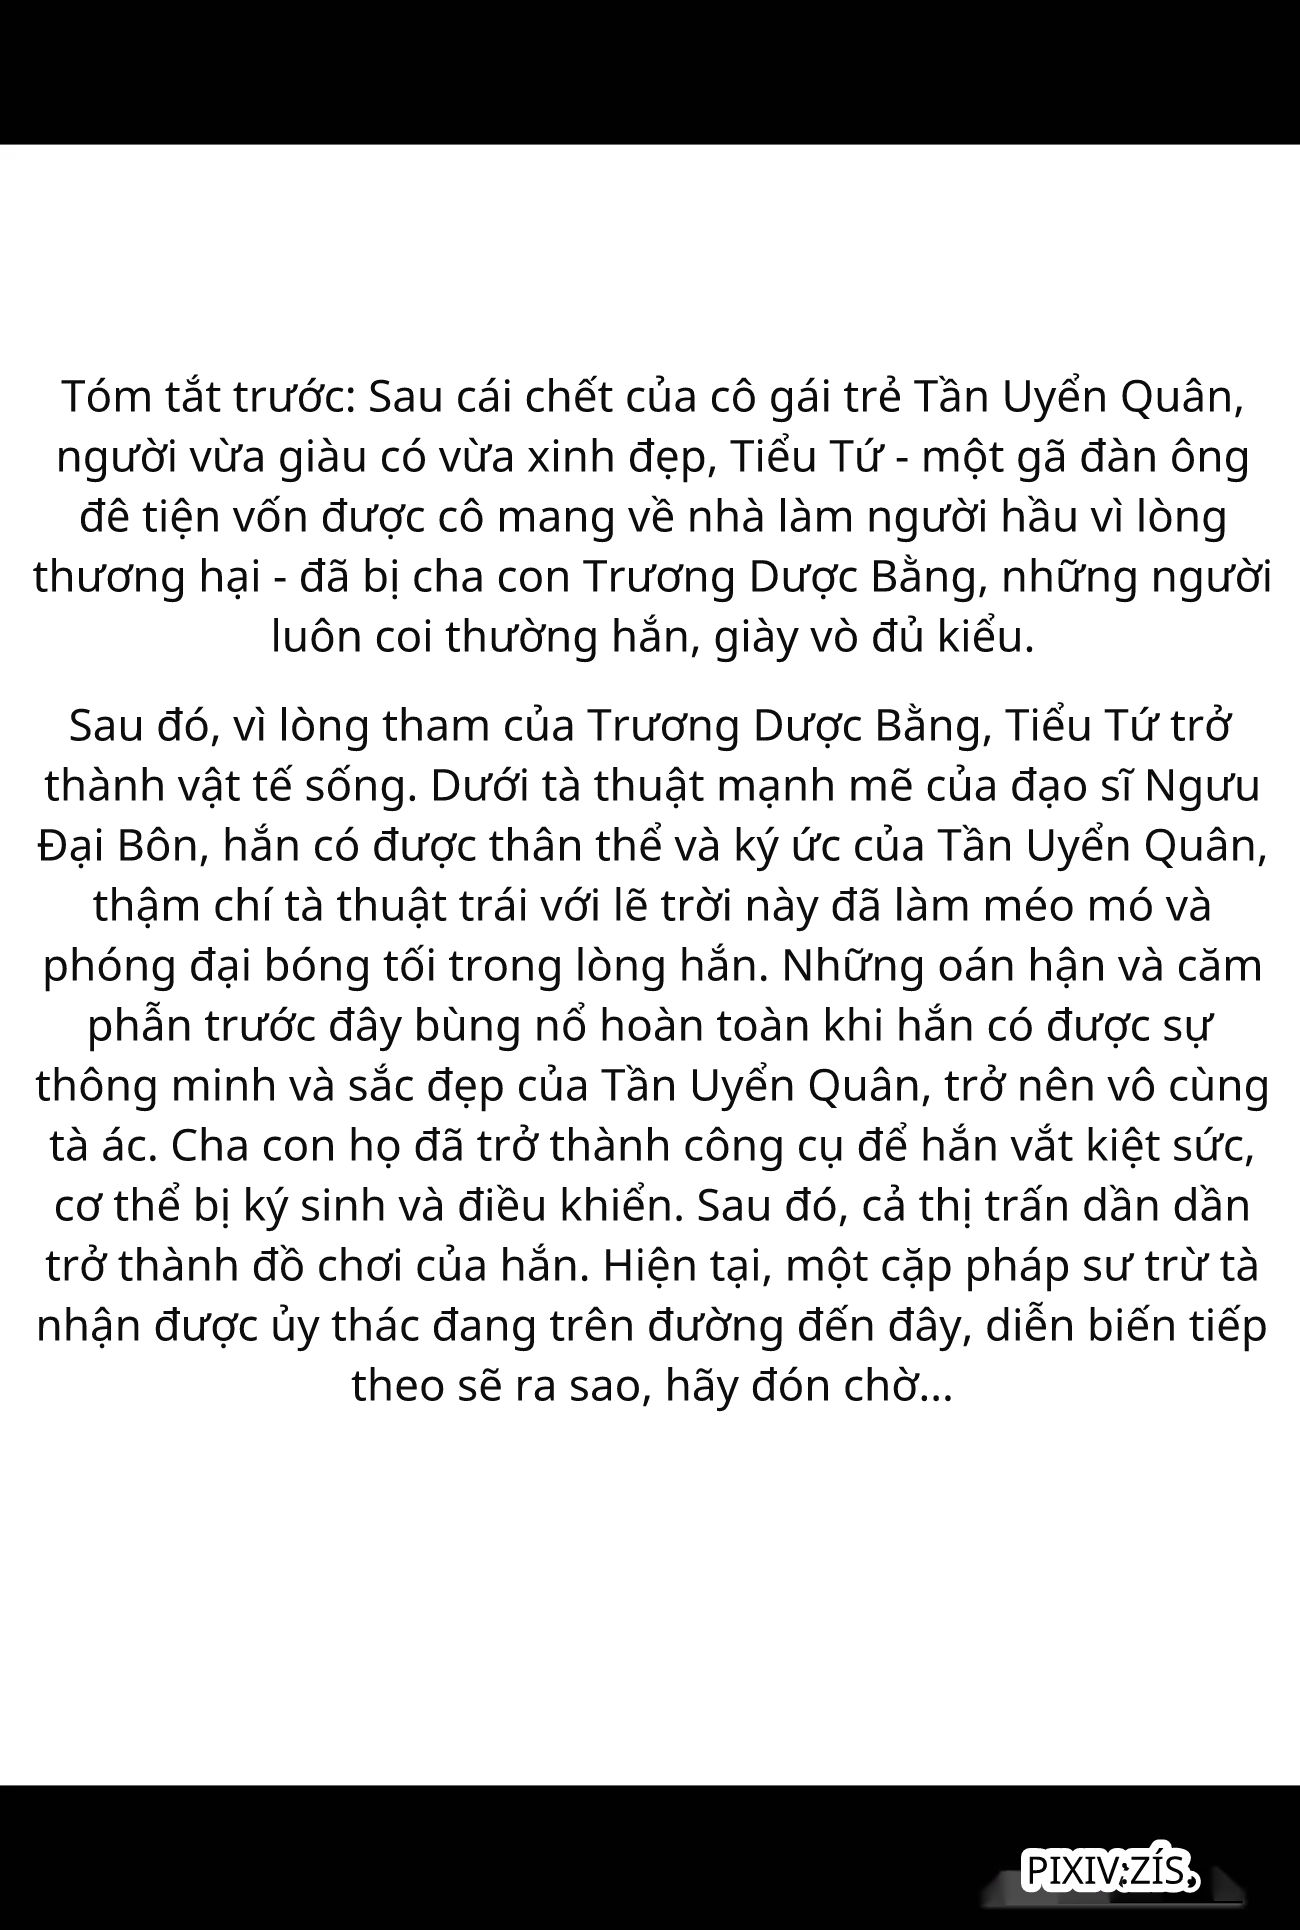 Tóm tắt trước: Sau cái chết của cô gái trẻ Tần Uyển Quân,
người vừa giàu có vừa xinh đẹp, Tiểu Tứ - một gã đàn ông
đê tiện vốn được cô mang về nhà làm người hầu vì lòng
thương hại - đã bị cha con Trương Dược Bằng, những người
luôn coi thường hắn, giày vò đủ kiểu.
Sau đó, vì lòng tham của Trương Dược Bằng, Tiểu Tứ trở
thành vật tế sống. Dưới tà thuật mạnh mẽ của đạo sĩ Ngưu
Đại Bôn, hắn có được thân thể và ký ức của Tần Uyển Quân,
thậm chí tà thuật trái với lẽ trời này đã làm méo mó và
phóng đại bóng tối trong lòng hắn. Những oán hận và căm
phẫn trước đây bùng nổ hoàn toàn khi hắn có được sự
thông minh và sắc đẹp của Tần Uyển Quân, trở nên vô cùng
tà ác. Cha con họ đã trở thành công cụ để hắn vắt kiệt sức,
cơ thể bị ký sinh và điều khiển. Sau đó, cả thị trấn dần dần
trở thành đồ chơi của hắn. Hiện tại, một cặp pháp sư trừ tà
nhận được ủy thác đang trên đường đến đây, diễn biến tiếp
theo sẽ ra sao, hãy đón chờ...
PIXIV:ZÍS,